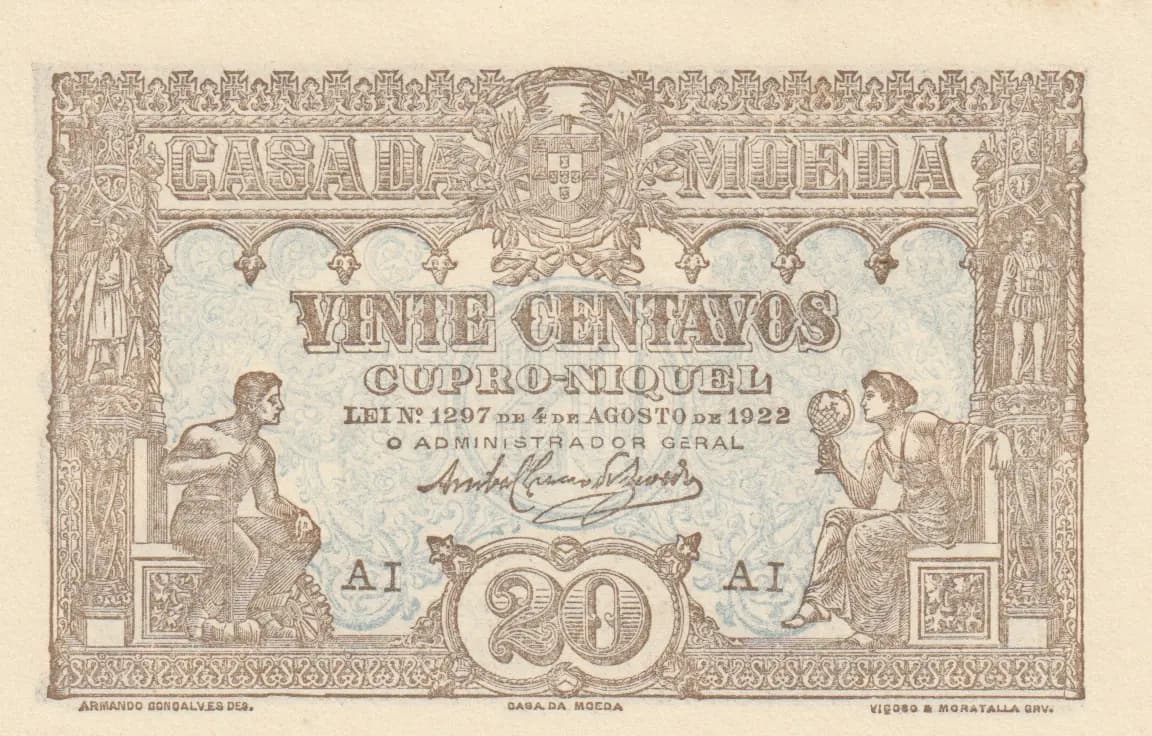 CASA DA MOEDA
VINTE CENTAVOS
CUPRO-NIQUEL
LEI Nº 1297 DE 4 DE AGOSTO DE 1922
O ADMINISTRADOR GERAL
AI AI
20
ARMANDO GONÇALVES DES. CASA DA MOEDA VIGOSO & MORATALLA GRV.